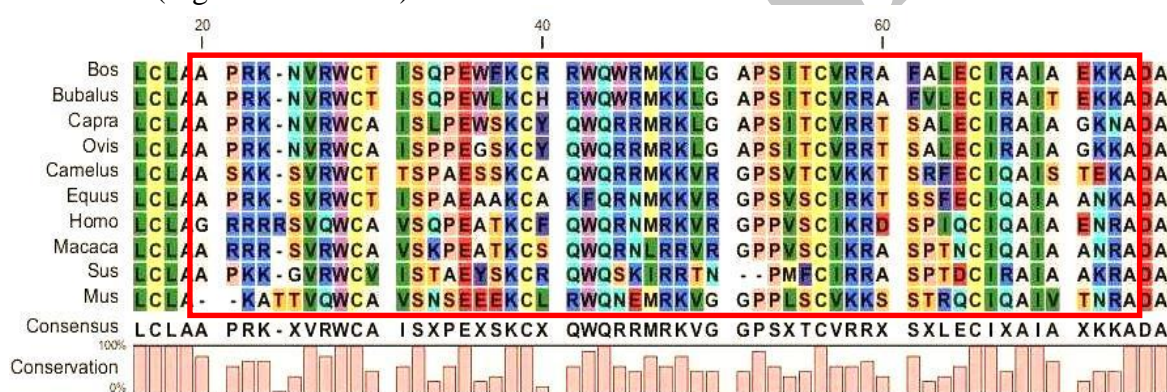 20 40 60
Bos LCLAA PRK-NVRWCT ISQPEWFKCR RWQWRMKKLG APSITCVRRA FALECIRAIA EKKADA
Bubalus LCLAA PRK-NVRWCT ISQPEWLKCH RWQWRMKKLG APSITCVRRA FVLECIRAIT EKKADA
Capra LCLAA PRK-NVRWCA ISLPEWSKCY QWQRRMRKLG APSITCVRRT SALECIRAIA GKNADA
Ovis LCLAA PRK-NVRWCA ISPPEGSKCY QWQRRMRKLG APSITCVRRT SALECIRAIA GKKADA
Camelus LCLAA SKK-SVRWCT TSPAESSKCA QWQRRMKKVR GPSVTCVKKT SRFECIQAIS TEKADA
Equus LCLAA PRK-SVRWCT ISPAEAAKCA KFQRNMKKVR GPSVSCIRKT SSFECIQAIA ANKADA
Homo LCLAG RRRRSVQWCA VSQPEATKCF QWQRNMRKVR GPPVSCIKRD SPIQCIQAIA ENRADA
Macaca LCLAA RRR-SVRWCA VSKPEATKCS QWQRNLRRVR GPPVSCIKRA SPTNCIQAIA ANRADA
Sus LCLAA PKK-GVRWCV ISTAEYSKCR QWQSKIRRTN --PMFCIRRA SPTDCIRAIA AKRADA
Mus LCLA- -KATTVQWCA VSNSEEEKCL RWQNEMRKVG GPPLSCVKKS STRQCIQAIV TNRADA
Consensus LCLAA PRK-XVRWCA ISXPEXSKCX QWQRRMRKVG GPSXTCVRRX SXLECIXAIA XKKADA
100%
Conservation
0%